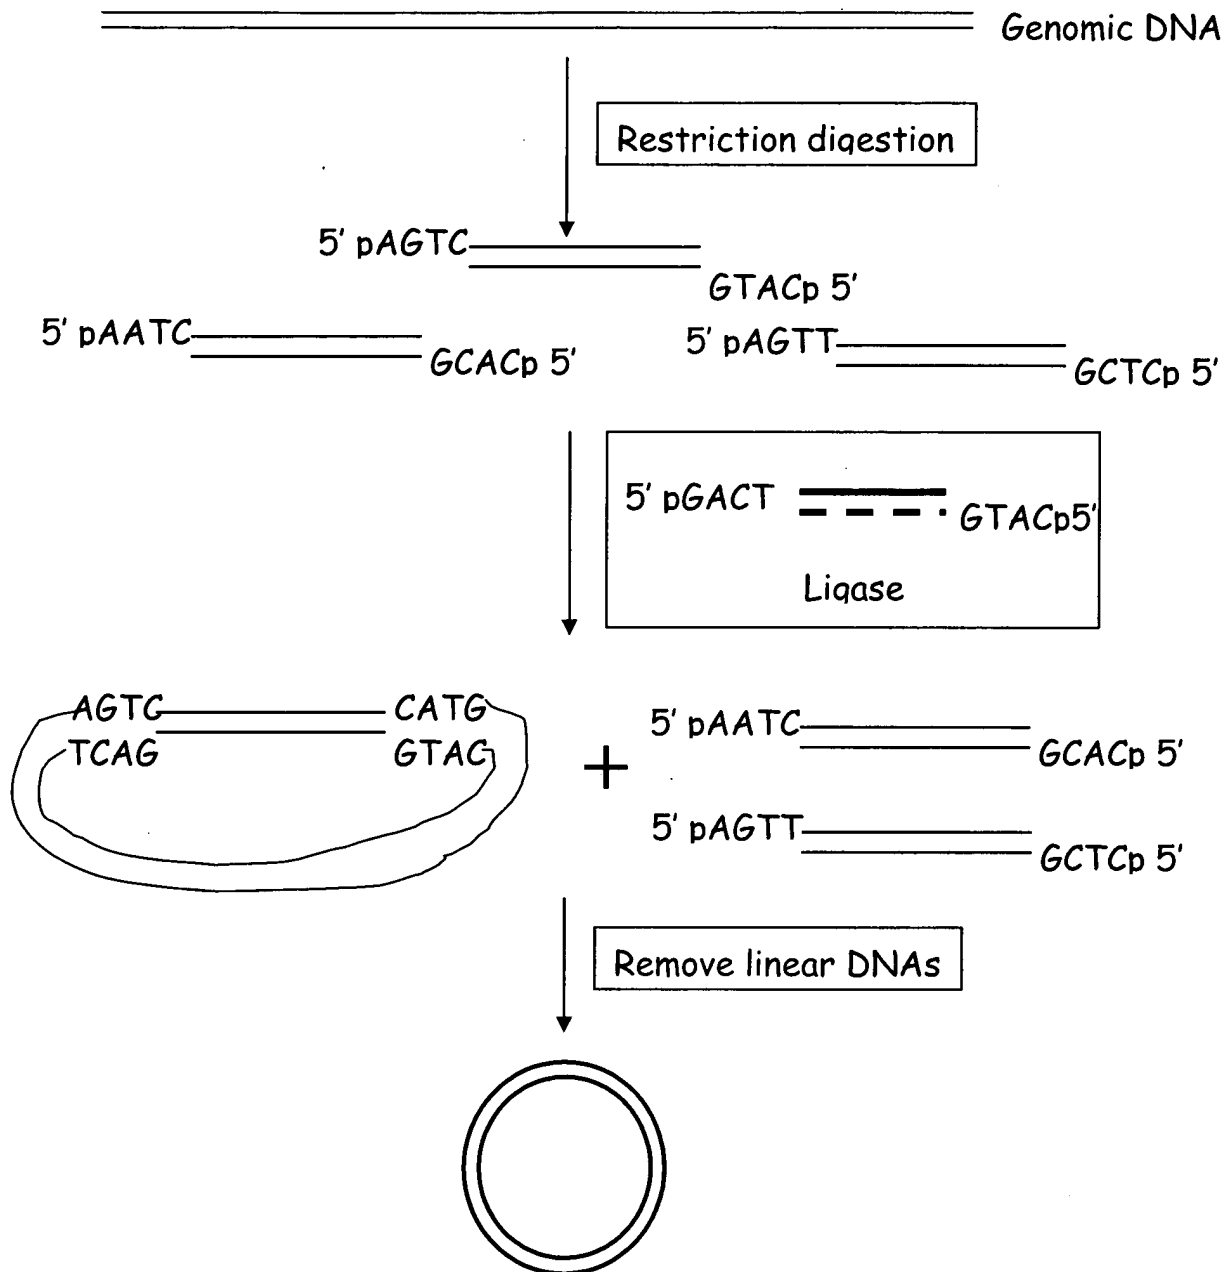 Genomic DNA
Restriction digestion
5' pAGTC
GTACp 5'
5' pAATC
GCACp 5'
5' pAGTT
GCTCp 5'
5' pGACT
GTACp5'
Ligase
AGTC CATG
TCAG GTAC
+
5' pAATC
GCACp 5'
5' pAGTT
GCTCp 5'
Remove linear DNAs